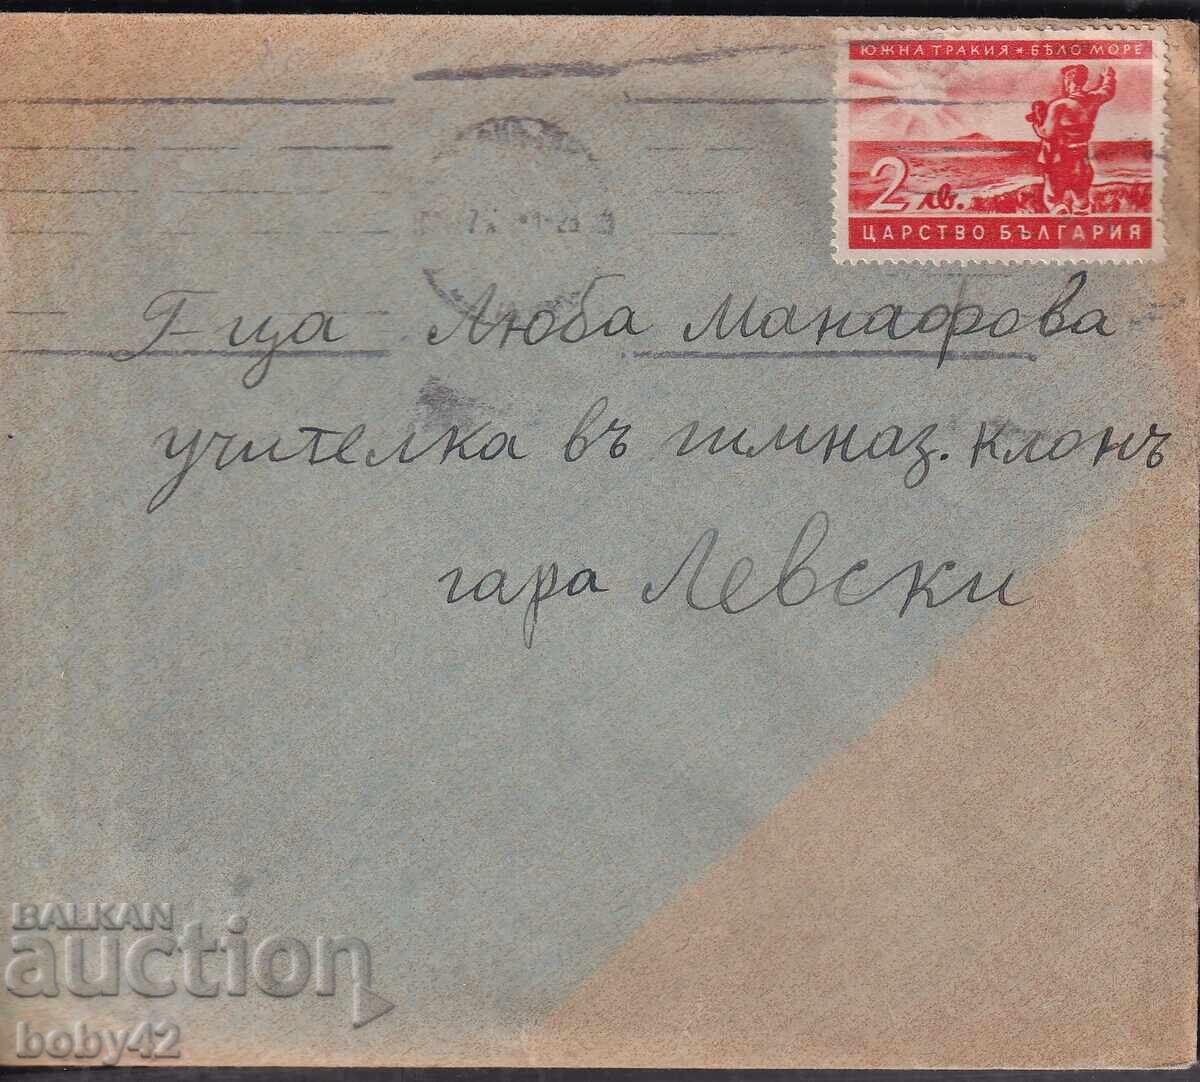 ЮЖНА ТРАКИЯ * БѢЛО МОРЕ
2 лв.
ЦАРСТВО БЪЛГАРИЯ
Г-ца Люба Манафова
учителка въ гимназ. клонъ
гара Левски
BALKAN
auction
boby42